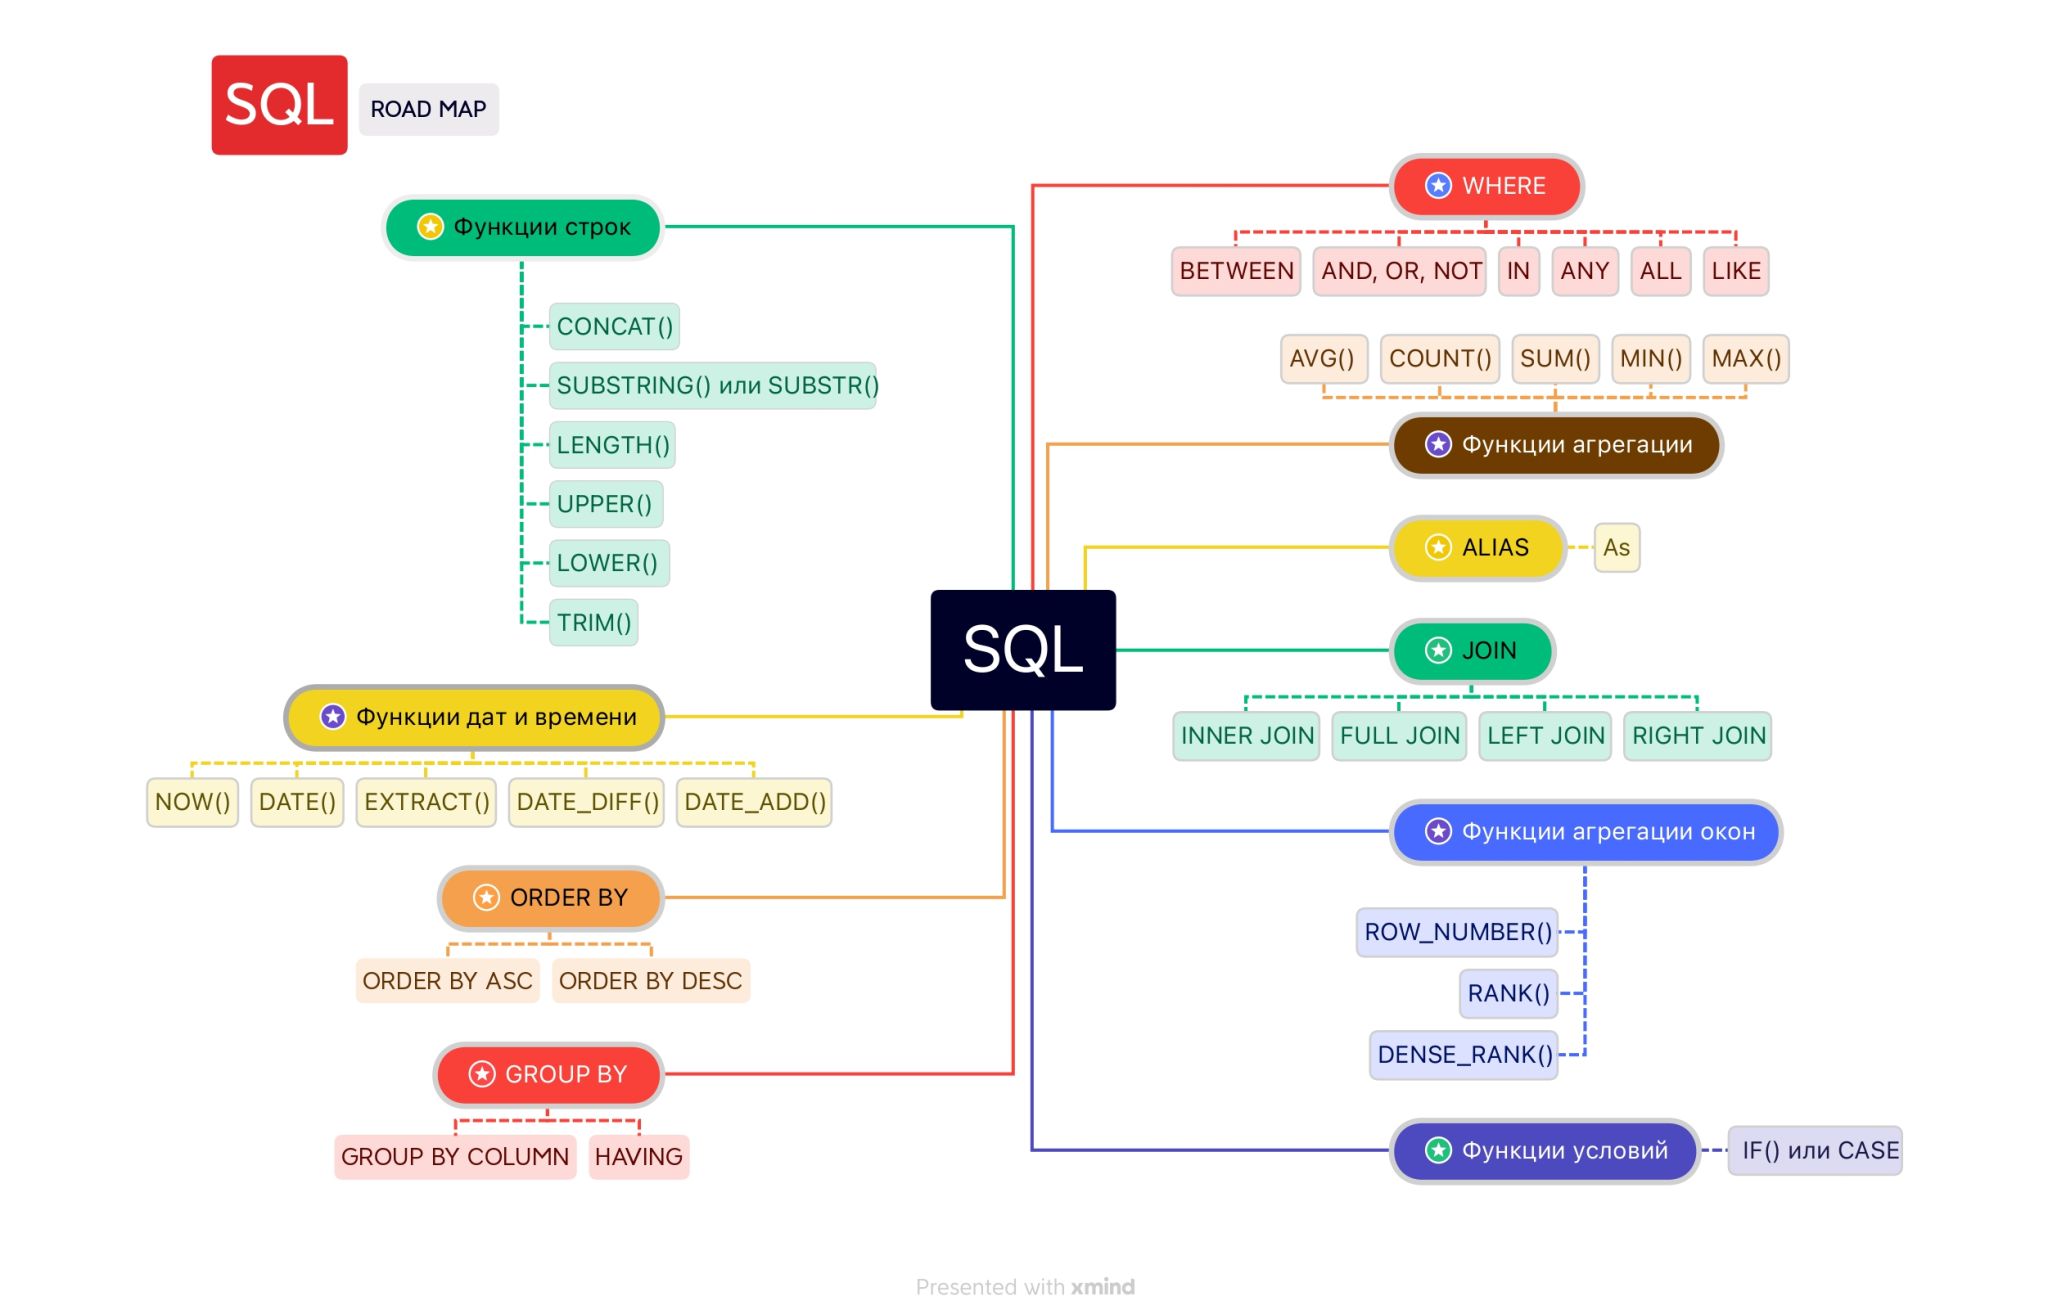 SQL
ROAD MAP
Функции строк
CONCAT()
SUBSTRING() или SUBSTR()
LENGTH()
UPPER()
LOWER()
TRIM()
Функции дат и времени
NOW()
DATE()
EXTRACT()
DATE_DIFF()
DATE_ADD()
ORDER BY
ORDER BY ASC
ORDER BY DESC
GROUP BY
GROUP BY COLUMN
HAVING
SQL
WHERE
BETWEEN
AND, OR, NOT
IN
ANY
ALL
LIKE
AVG()
COUNT()
SUM()
MIN()
MAX()
Функции агрегации
ALIAS
As
JOIN
INNER JOIN
FULL JOIN
LEFT JOIN
RIGHT JOIN
Функции агрегации окон
ROW_NUMBER()
RANK()
DENSE_RANK()
Функции условий
IF() или CASE
Presented with xmind